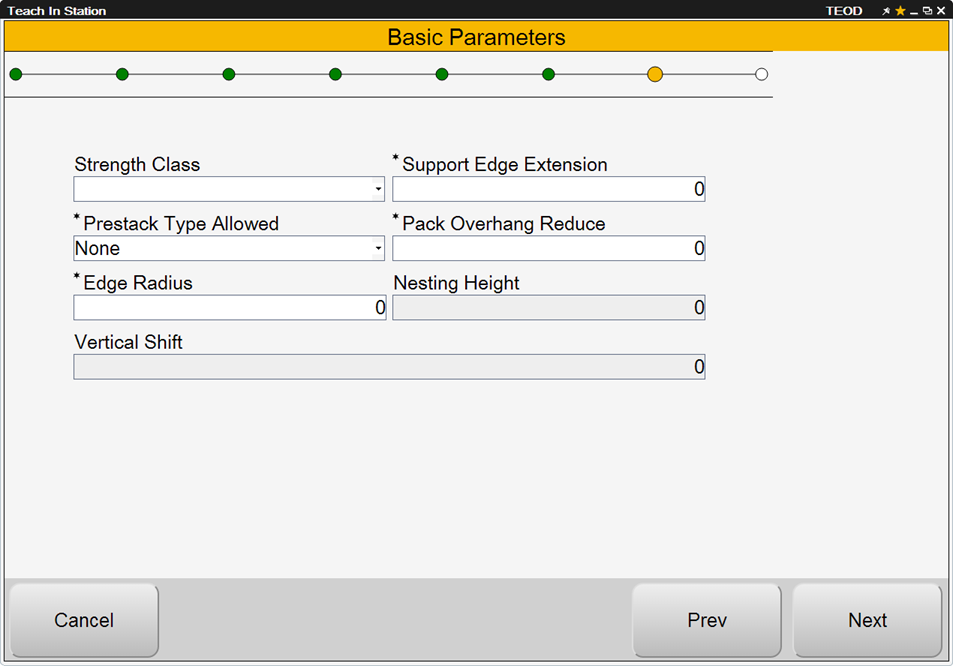 Teach In Station TEOD
Basic Parameters
Strength Class * Support Edge Extension
0
* Prestack Type Allowed * Pack Overhang Reduce
None 0
* Edge Radius Nesting Height
0 0
Vertical Shift
0
Cancel Prev Next